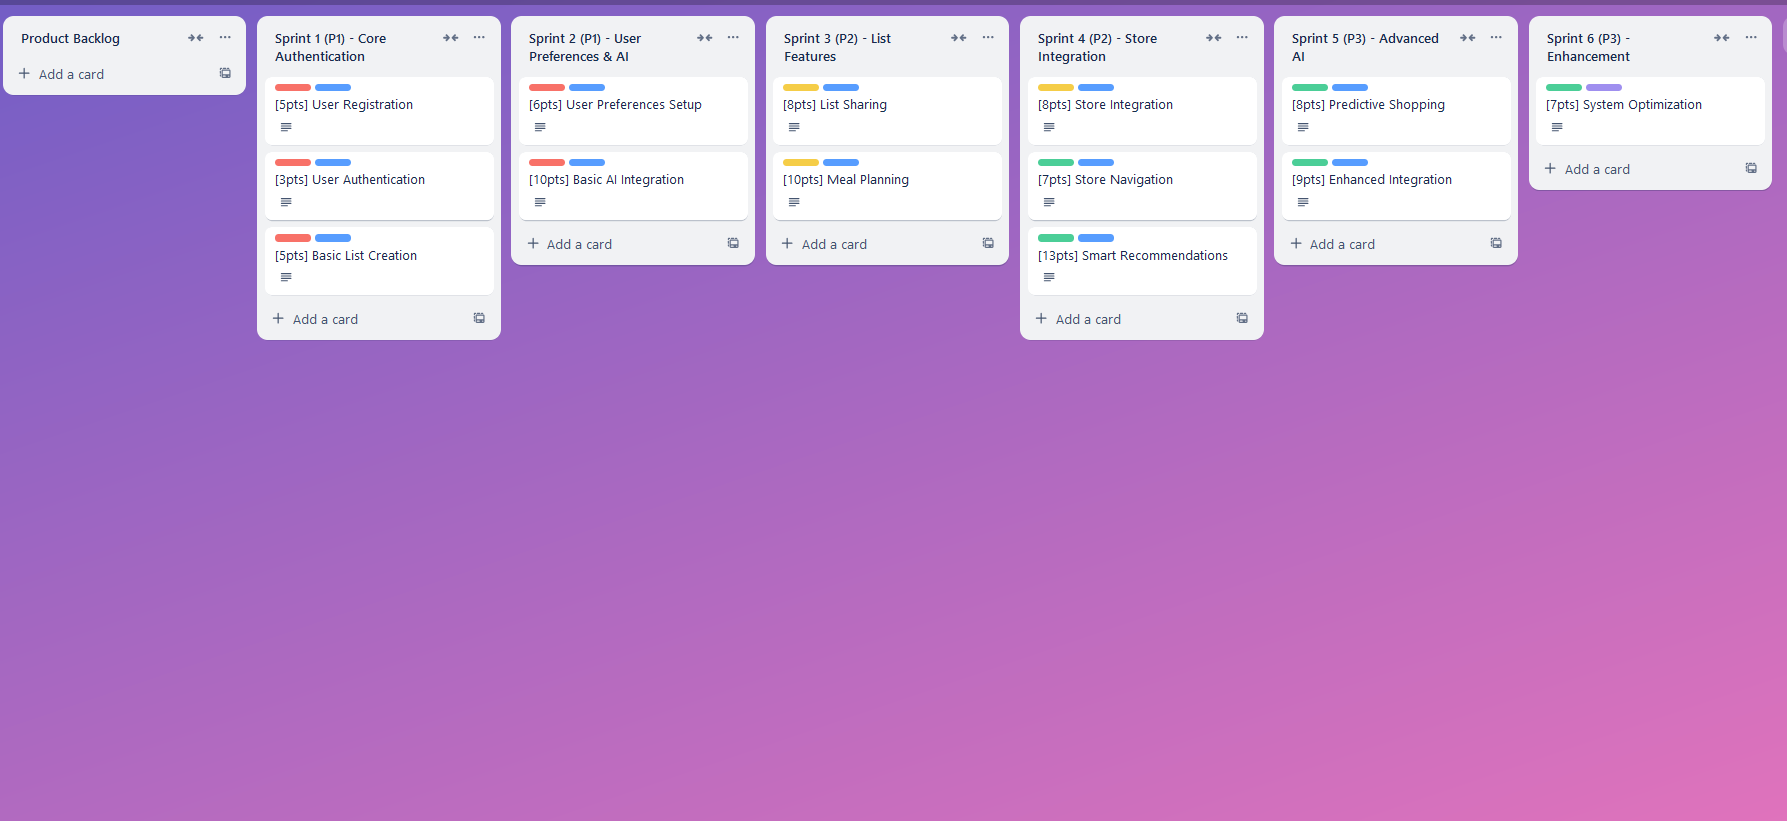 Product Backlog
Add a card
Sprint 1 (P1) - Core
Authentication
[5pts] User Registration
[3pts] User Authentication
[5pts] Basic List Creation
Add a card
Sprint 2 (P1) - User
Preferences & AI
[6pts] User Preferences Setup
[10pts] Basic AI Integration
Add a card
Sprint 3 (P2) - List
Features
[8pts] List Sharing
[10pts] Meal Planning
Add a card
Sprint 4 (P2) - Store
Integration
[8pts] Store Integration
[7pts] Store Navigation
[13pts] Smart Recommendations
Add a card
Sprint 5 (P3) - Advanced
AI
[8pts] Predictive Shopping
[9pts] Enhanced Integration
Add a card
Sprint 6 (P3) -
Enhancement
[7pts] System Optimization
Add a card